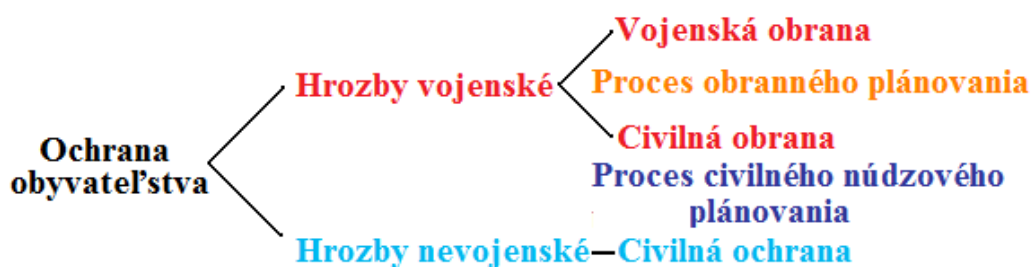 Vojenská obrana
Hrozby vojenské
Proces obranného plánovania
Civilná obrana
Ochrana
obyvateľstva
Proces civilného núdzového
plánovania
Hrozby nevojenské
Civilná ochrana